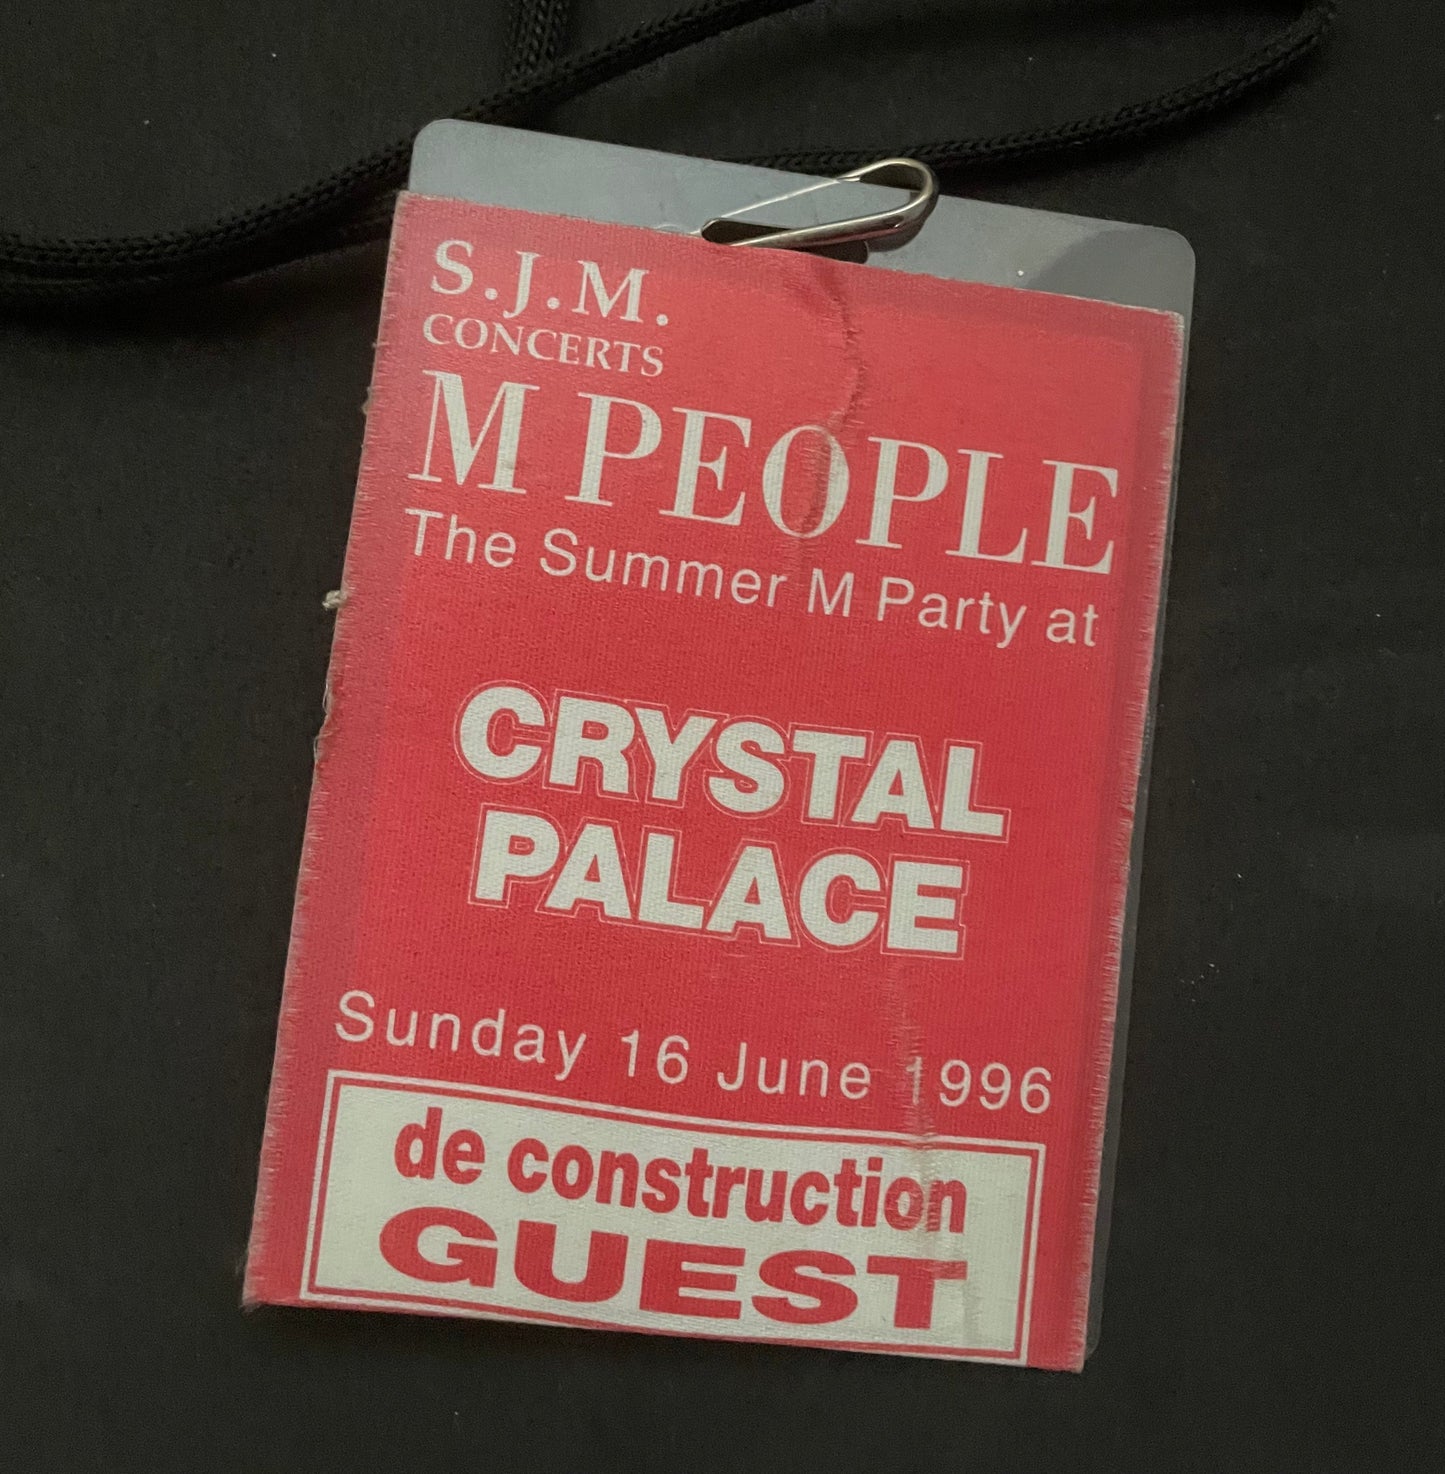 S.J.M.
CONCERTS
M PEOPLE
The Summer M Party at
CRYSTAL
PALACE
Sunday 16 June 1996
de construction
GUEST